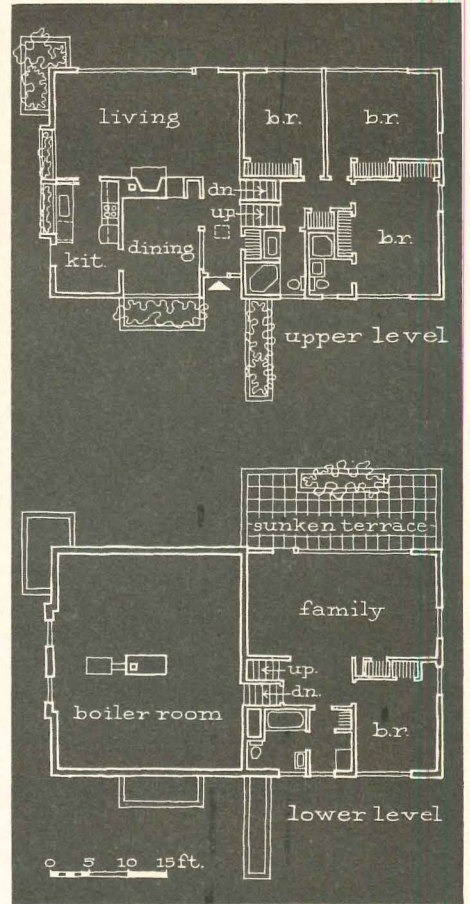 living
b.r.
b.r.
dn.
up
kit.
dining
b.r.
upper level
sunken terrace
family
up.
dn.
boiler room
b.r.
lower level
0 5 10 15ft.